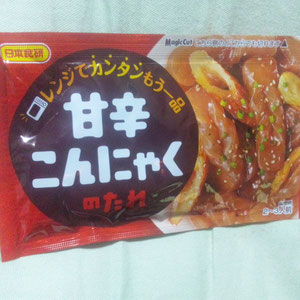 日本食研
Magic Cut
レンジでカンタンもう一品
甘辛
こんにゃく
のたれ
2〜3人前